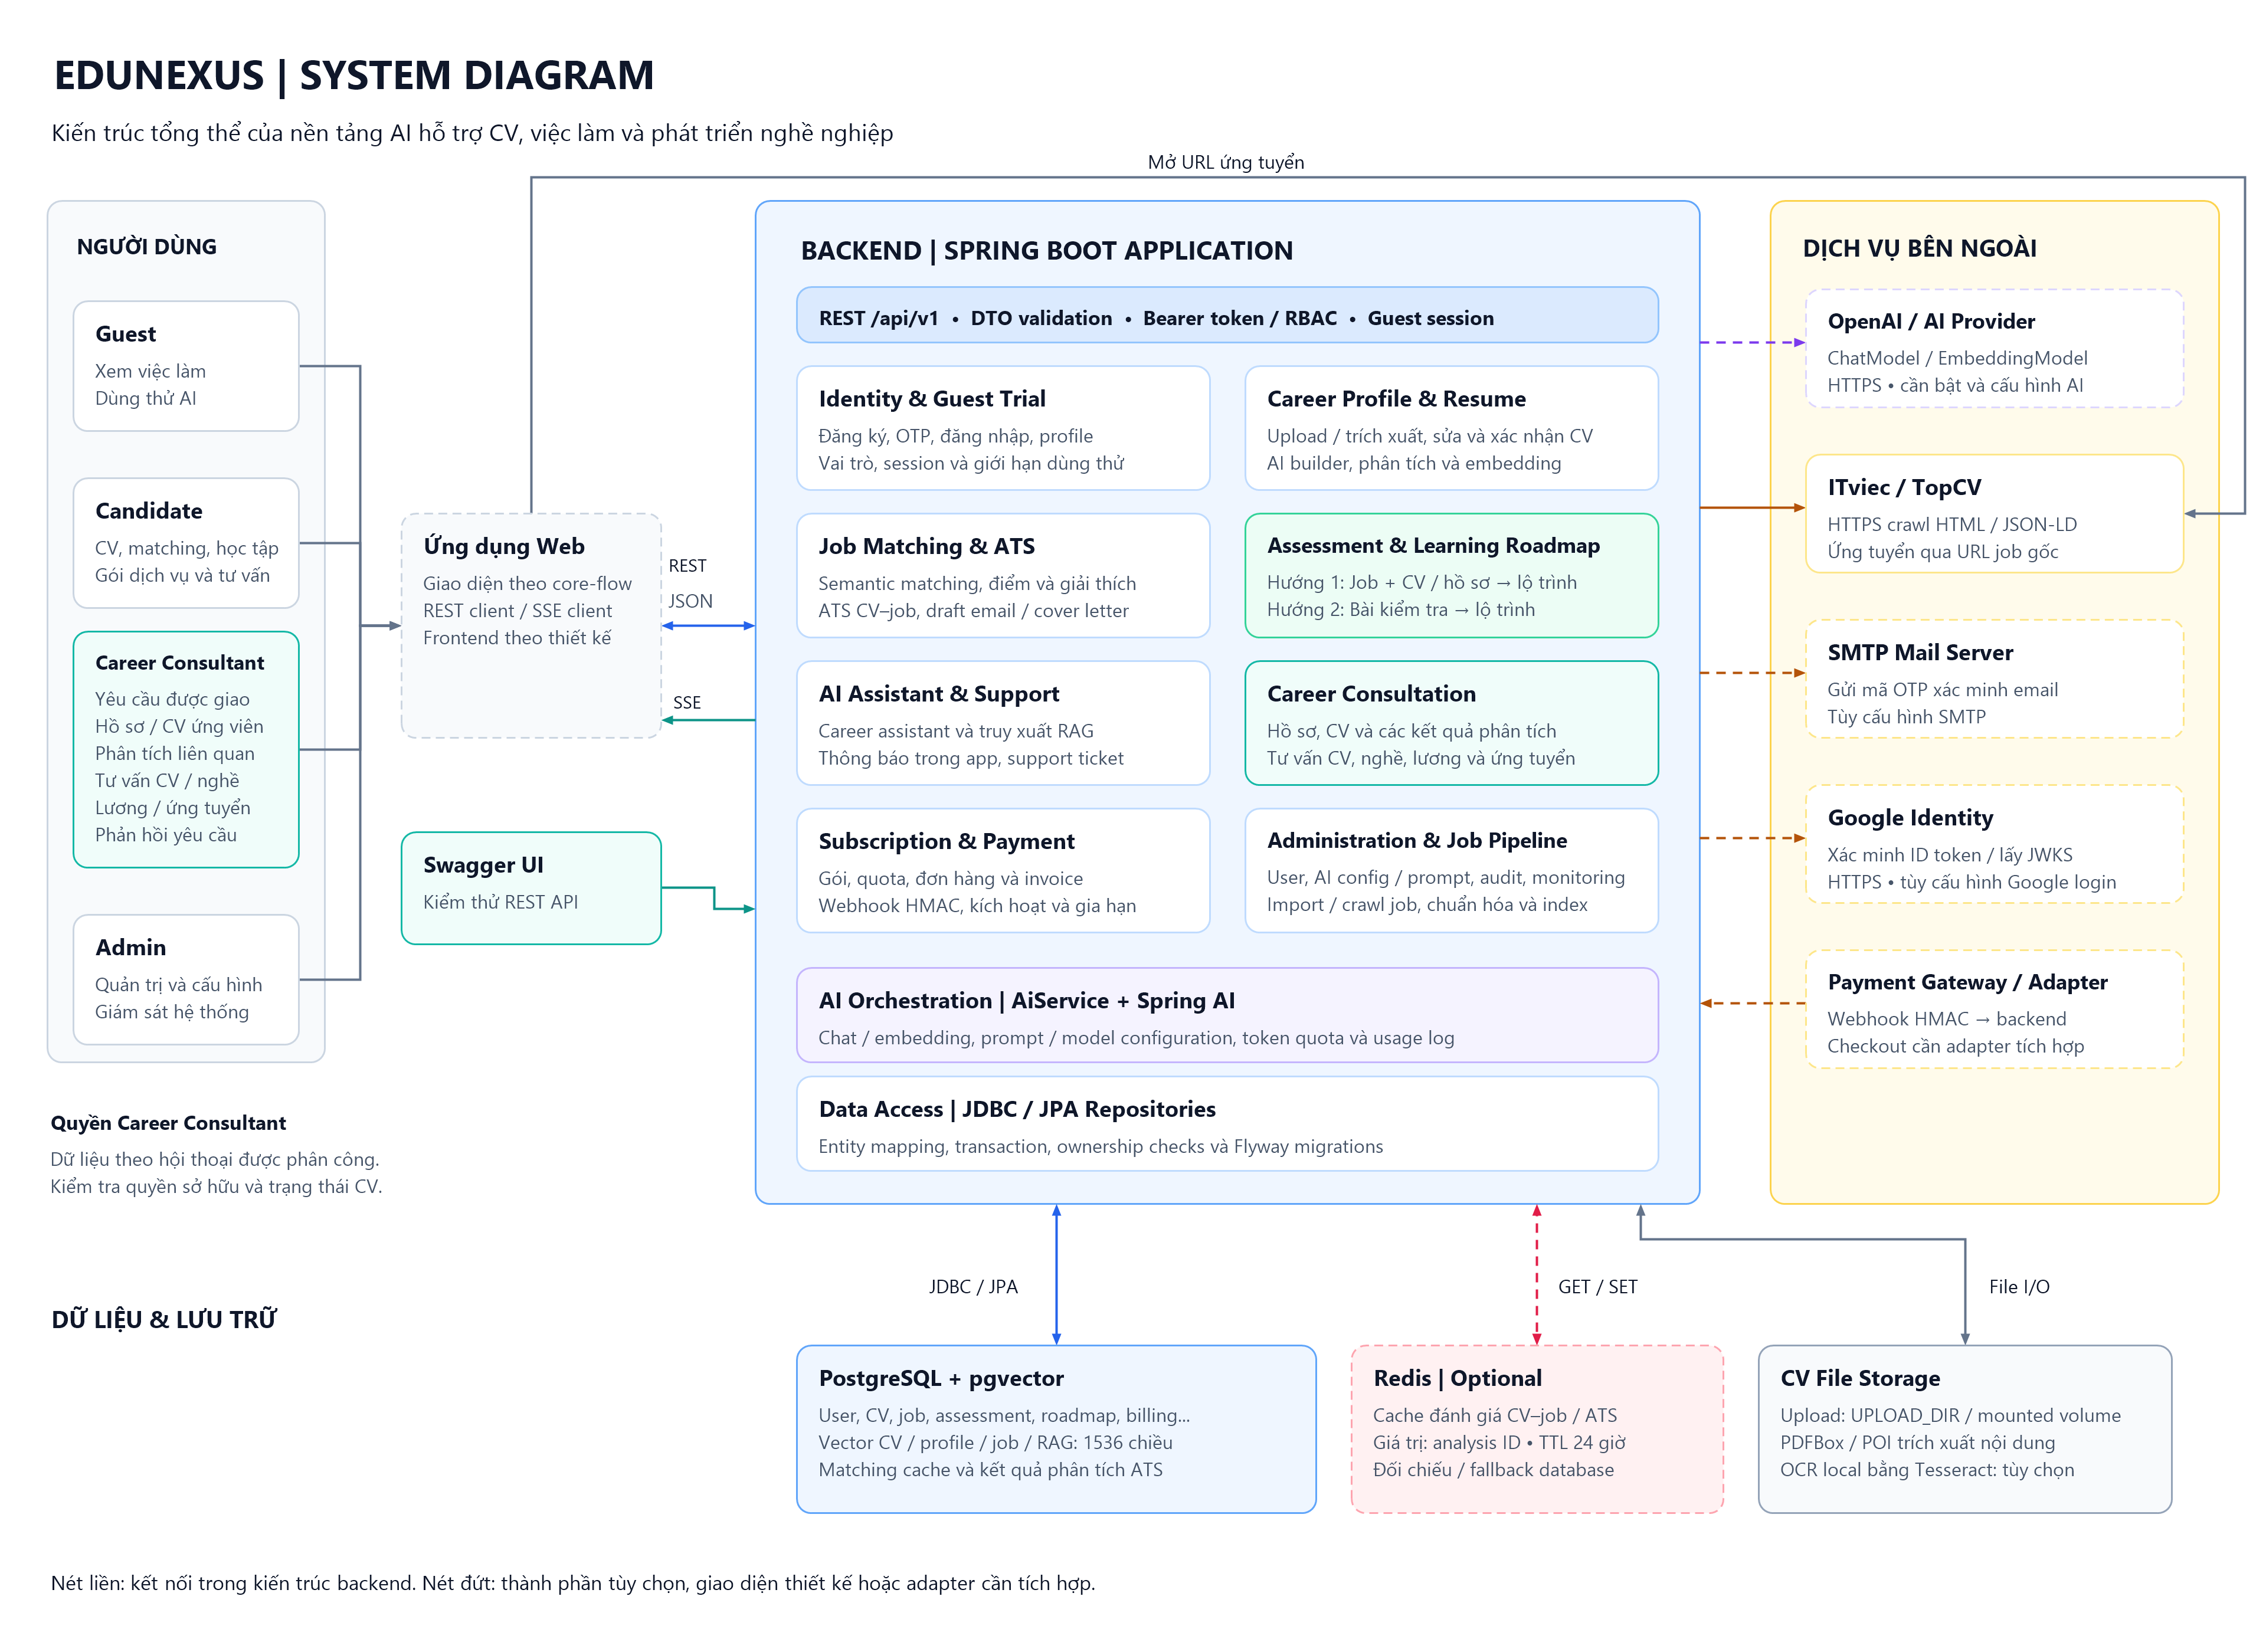 EDUNEXUS | SYSTEM DIAGRAM
Kiến trúc tổng thể của nền tảng AI hỗ trợ CV, việc làm và phát triển nghề nghiệp
Mở URL ứng tuyển
NGƯỜI DÙNG
Guest
Xem việc làm
Dùng thử AI
Candidate
CV, matching, học tập
Gói dịch vụ và tư vấn
Career Consultant
Yêu cầu được giao
Hồ sơ / CV ứng viên
Phân tích liên quan
Tư vấn CV / nghề
Lương / ứng tuyển
Phản hồi yêu cầu
Admin
Quản trị và cấu hình
Giám sát hệ thống
Quyền Career Consultant
Dữ liệu theo hội thoại được phân công.
Kiểm tra quyền sở hữu và trạng thái CV.
Ứng dụng Web
Giao diện theo core-flow
REST client / SSE client
Frontend theo thiết kế
REST
JSON
SSE
Swagger UI
Kiểm thử REST API
BACKEND | SPRING BOOT APPLICATION
REST /api/v1 • DTO validation • Bearer token / RBAC • Guest session
Identity & Guest Trial
Đăng ký, OTP, đăng nhập, profile
Vai trò, session và giới hạn dùng thử
Career Profile & Resume
Upload / trích xuất, sửa và xác nhận CV
AI builder, phân tích và embedding
Job Matching & ATS
Semantic matching, điểm và giải thích
ATS CV–job, draft email / cover letter
Assessment & Learning Roadmap
Hướng 1: Job + CV / hồ sơ → lộ trình
Hướng 2: Bài kiểm tra → lộ trình
AI Assistant & Support
Career assistant và truy xuất RAG
Thông báo trong app, support ticket
Career Consultation
Hồ sơ, CV và các kết quả phân tích
Tư vấn CV, nghề, lương và ứng tuyển
Subscription & Payment
Gói, quota, đơn hàng và invoice
Webhook HMAC, kích hoạt và gia hạn
Administration & Job Pipeline
User, AI config / prompt, audit, monitoring
Import / crawl job, chuẩn hóa và index
AI Orchestration | AiService + Spring AI
Chat / embedding, prompt / model configuration, token quota và usage log
Data Access | JDBC / JPA Repositories
Entity mapping, transaction, ownership checks và Flyway migrations
DỊCH VỤ BÊN NGOÀI
OpenAI / AI Provider
ChatModel / EmbeddingModel
HTTPS • cần bật và cấu hình AI
ITviec / TopCV
HTTPS crawl HTML / JSON-LD
Ứng tuyển qua URL job gốc
SMTP Mail Server
Gửi mã OTP xác minh email
Tùy cấu hình SMTP
Google Identity
Xác minh ID token / lấy JWKS
HTTPS • tùy cấu hình Google login
Payment Gateway / Adapter
Webhook HMAC → backend
Checkout cần adapter tích hợp
JDBC / JPA
GET / SET
File I/O
DỮ LIỆU & LƯU TRỮ
PostgreSQL + pgvector
User, CV, job, assessment, roadmap, billing...
Vector CV / profile / job / RAG: 1536 chiều
Matching cache và kết quả phân tích ATS
Redis | Optional
Cache đánh giá CV–job / ATS
Giá trị: analysis ID • TTL 24 giờ
Đối chiếu / fallback database
CV File Storage
Upload: UPLOAD_DIR / mounted volume
PDFBox / POI trích xuất nội dung
OCR local bằng Tesseract: tùy chọn
Nét liền: kết nối trong kiến trúc backend. Nét đứt: thành phần tùy chọn, giao diện thiết kế hoặc adapter cần tích hợp.